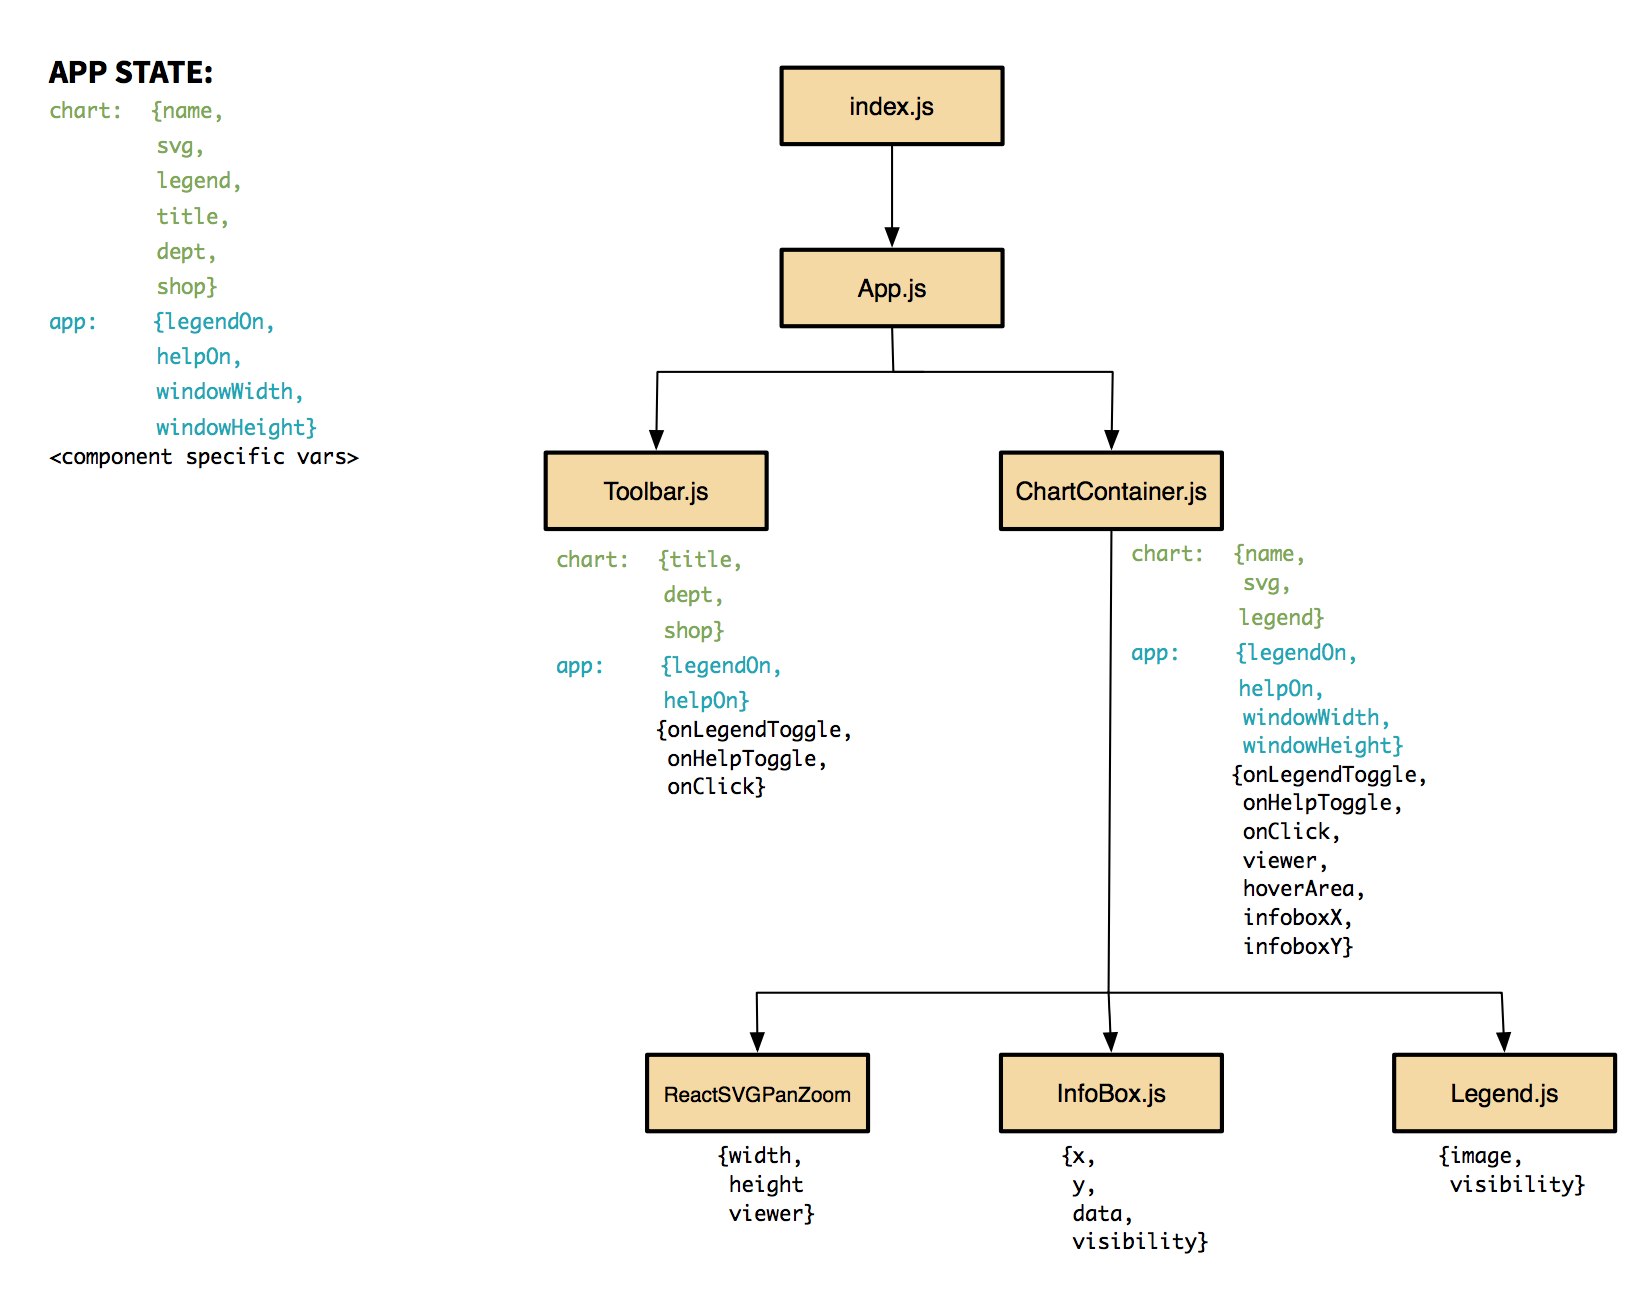 APP STATE:
chart: {name,
svg,
legend,
title,
dept,
shop}
app: {legendOn,
helpOn,
windowWidth,
windowHeight}
<component specific vars>
index.js
App.js
Toolbar.js
chart: {title,
dept,
shop}
app: {legendOn,
helpOn}
{onLegendToggle,
onHelpToggle,
onClick}
ChartContainer.js
chart: {name,
svg,
legend}
app: {legendOn,
helpOn,
windowWidth,
windowHeight}
{onLegendToggle,
onHelpToggle,
onClick,
viewer,
hoverArea,
infoboxX,
infoboxY}
ReactSVGPanZoom
{width,
height
viewer}
InfoBox.js
{x,
y,
data,
visibility}
Legend.js
{image,
visibility}